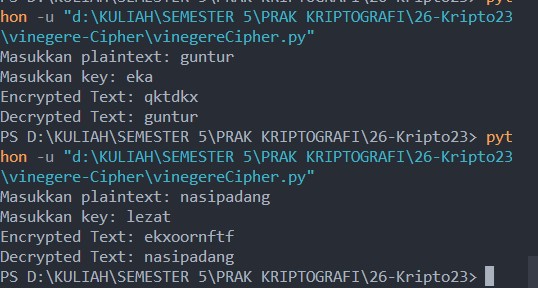 PS D:\KULIAH\SEMESTER 5\PRAK KRIPTOGRAFI\26-Kripto23> pyt
hon -u "d:\KULIAH\SEMESTER 5\PRAK KRIPTOGRAFI\26-Kripto23
\vinegere-Cipher\vinegereCipher.py"
Masukkan plaintext: guntur
Masukkan key: eka
Encrypted Text: qktdkx
Decrypted Text: guntur
PS D:\KULIAH\SEMESTER 5\PRAK KRIPTOGRAFI\26-Kripto23> pyt
hon -u "d:\KULIAH\SEMESTER 5\PRAK KRIPTOGRAFI\26-Kripto23
\vinegere-Cipher\vinegereCipher.py"
Masukkan plaintext: nasipadang
Masukkan key: lezat
Encrypted Text: ekxoornftf
Decrypted Text: nasipadang
PS D:\KULIAH\SEMESTER 5\PRAK KRIPTOGRAFI\26-Kripto23>